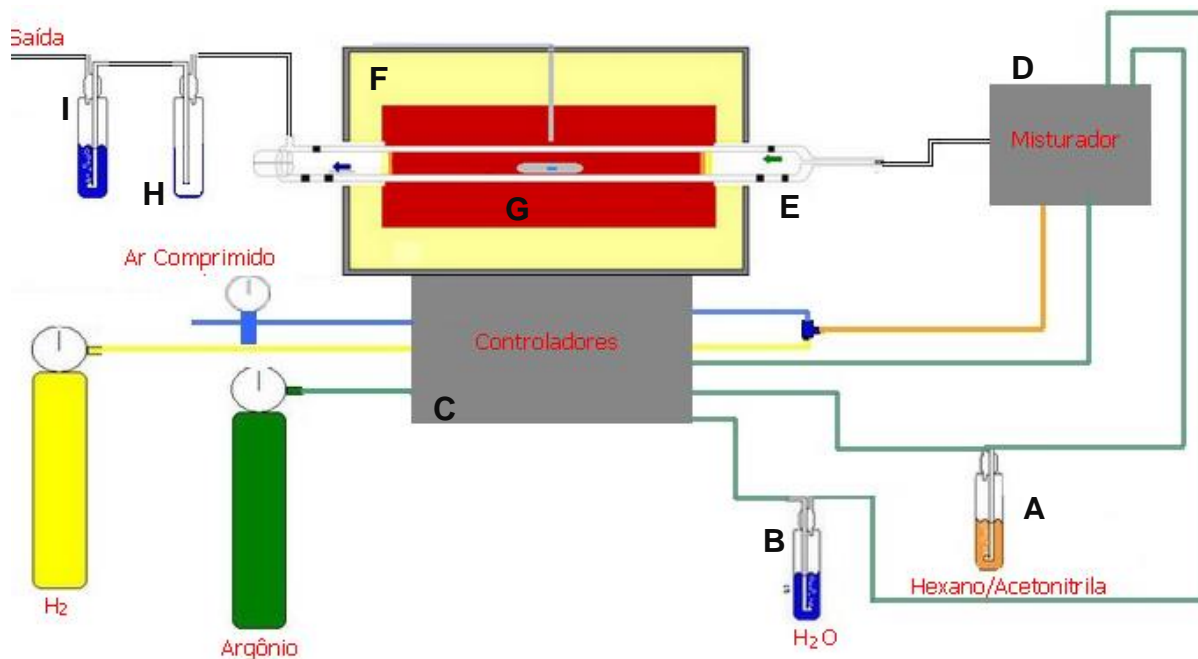 Saída
I
H
F
G
E
D
Misturador
Ar Comprimido
Controladores
C
H₂
Argônio
B
H₂O
A
Hexano/Acetonitrila